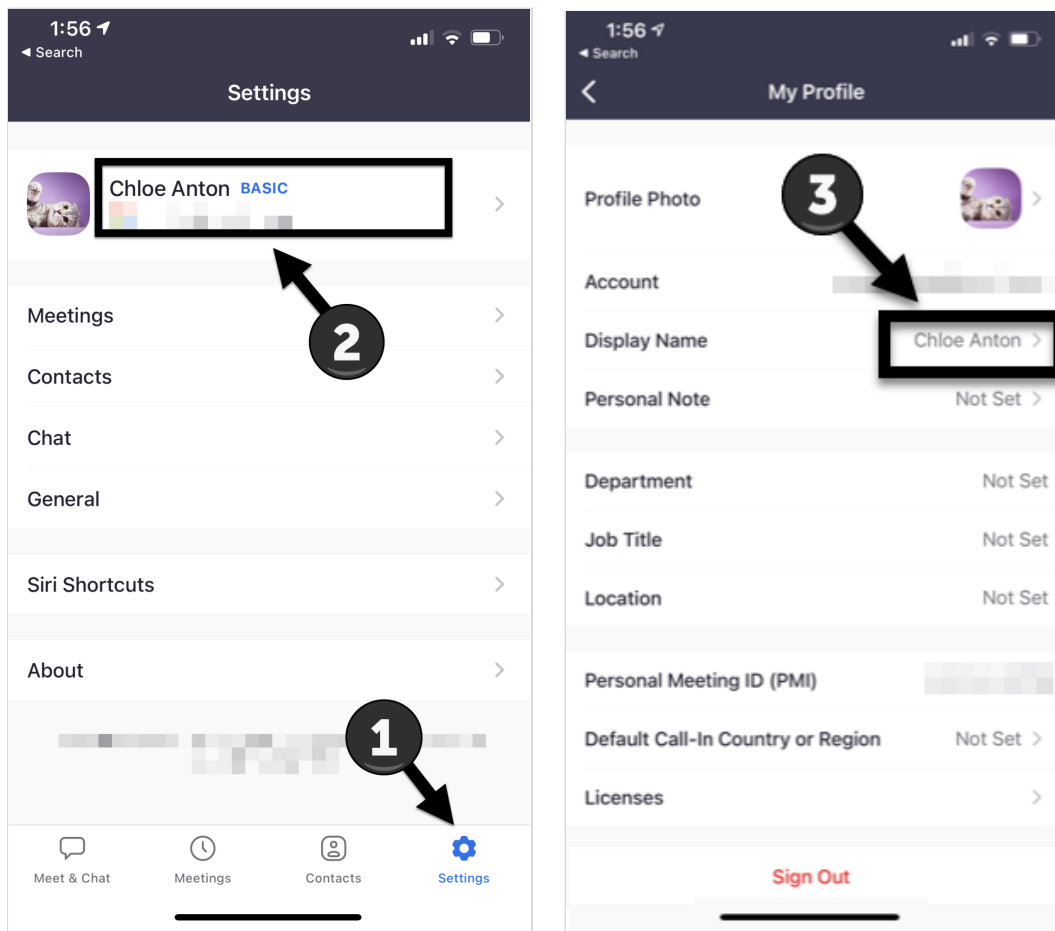 1:56
◄ Search
Settings
Chloe Anton BASIC
2
Meetings
Contacts
Chat
General
Siri Shortcuts
About
1
Meet & Chat Meetings Contacts Settings
1:56
◄ Search
My Profile
3
Profile Photo
Account
Display Name Chloe Anton
Personal Note Not Set
Department Not Set
Job Title Not Set
Location Not Set
Personal Meeting ID (PMI)
Default Call-In Country or Region Not Set
Licenses
Sign Out